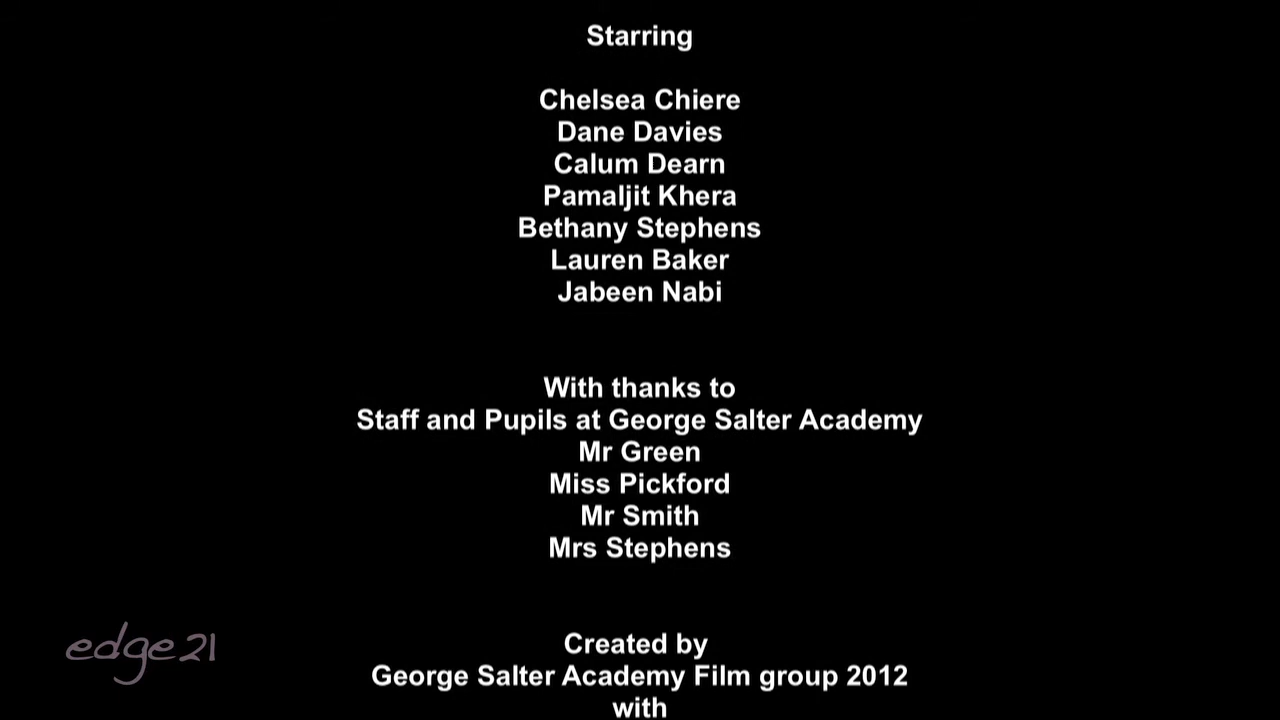 Starring
Chelsea Chiere
Dane Davies
Calum Dearn
Pamaljit Khera
Bethany Stephens
Lauren Baker
Jabeen Nabi
With thanks to
Staff and Pupils at George Salter Academy
Mr Green
Miss Pickford
Mr Smith
Mrs Stephens
Created by
George Salter Academy Film group 2012
with
edge21